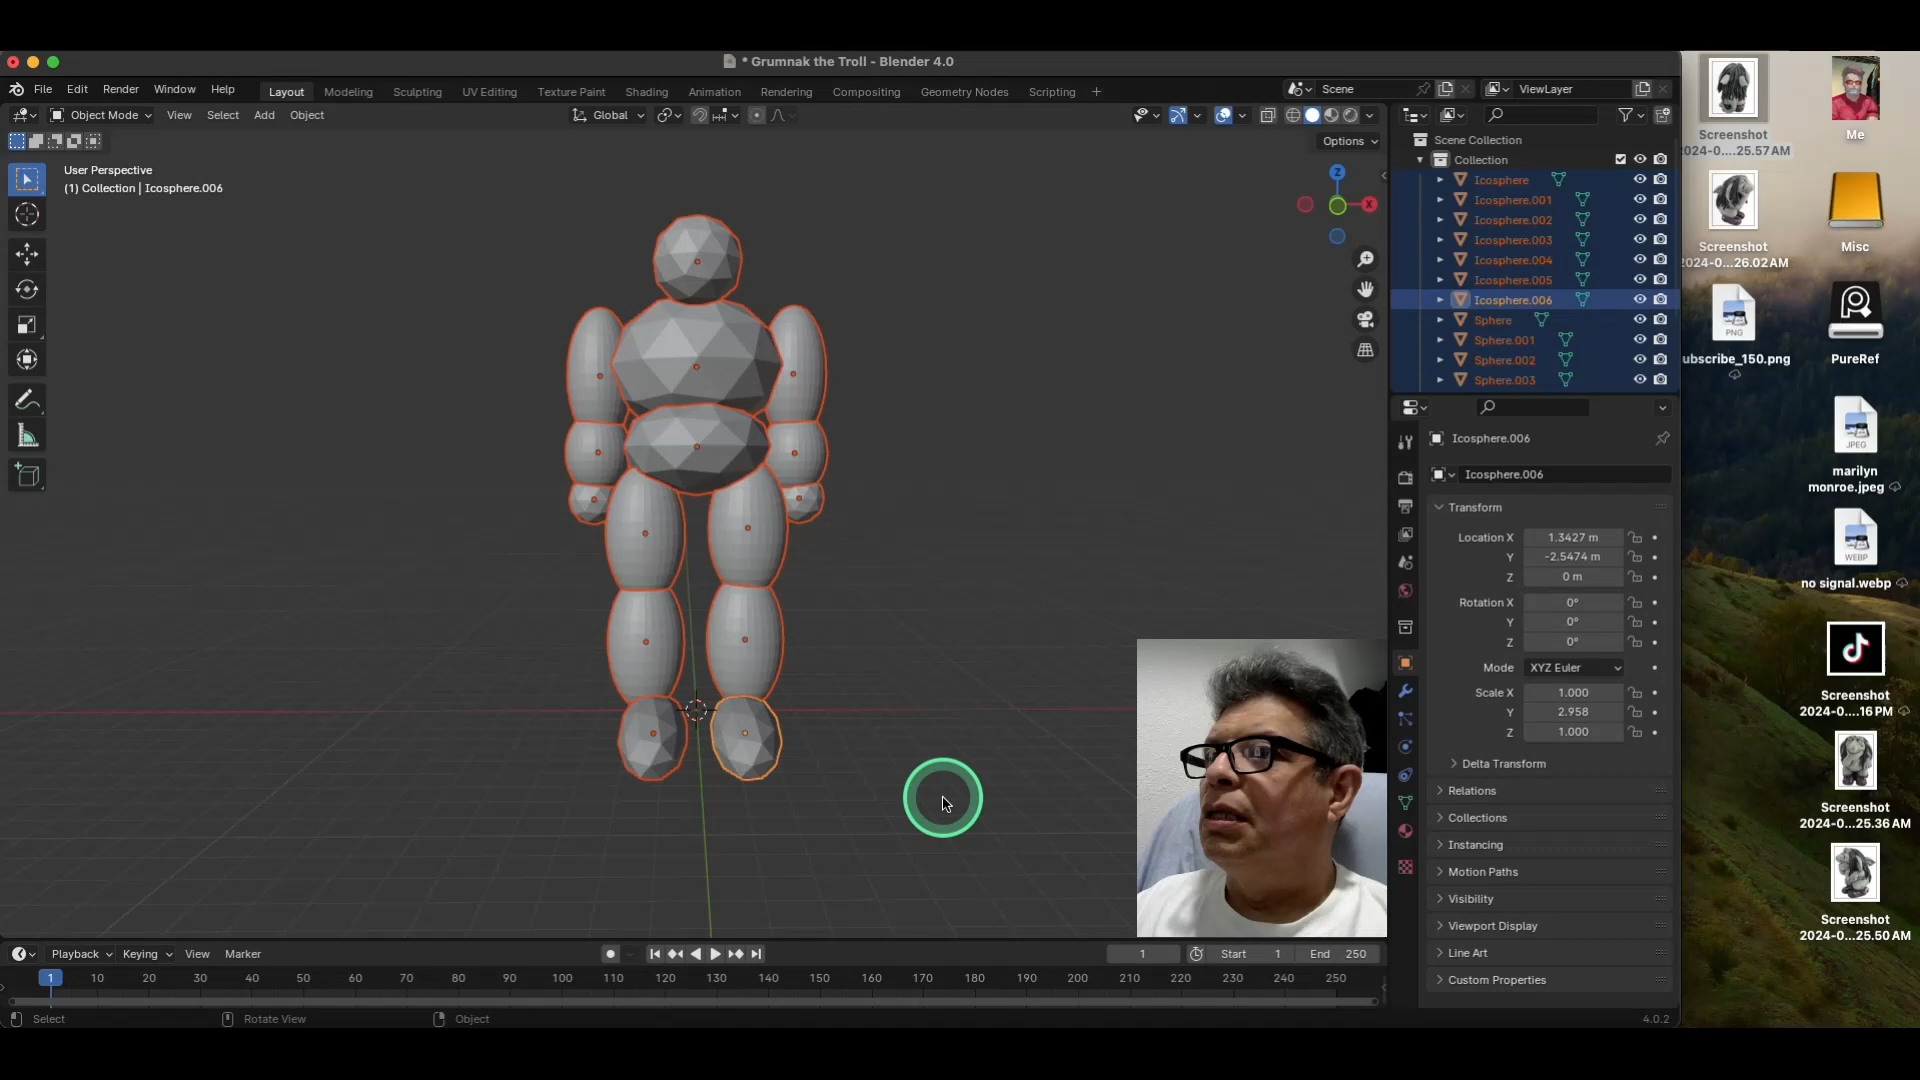 * Grumnak the Troll - Blender 4.0
File Edit Render Window Help
Layout Modeling Sculpting UV Editing Texture Paint Shading Animation Rendering Compositing Geometry Nodes Scripting +
Scene
ViewLayer
Object Mode View Select Add Object
Global
Options
User Perspective
(1) Collection | Icosphere.006
Z
X
Scene Collection
Collection
Icosphere
Icosphere.001
Icosphere.002
Icosphere.003
Icosphere.004
Icosphere.005
Icosphere.006
Sphere
Sphere.001
Sphere.002
Sphere.003
Icosphere.006
Icosphere.006
Transform
Location X 1.3427 m
Y -2.5474 m
Z 0 m
Rotation X 0°
Y 0°
Z 0°
Mode XYZ Euler
Scale X 1.000
Y 2.958
Z 1.000
Delta Transform
Relations
Collections
Instancing
Motion Paths
Visibility
Viewport Display
Line Art
Custom Properties
Playback Keying View Marker
1
Start 1
End 250
1 10 20 30 40 50 60 70 80 90 100 110 120 130 140 150 160 170 180 190 200 210 220 230 240 250
Select
Rotate View
Object
4.0.2
Screenshot
2024-0....25.57 AM
Me
Screenshot
2024-0...26.02 AM
Misc
PNG
ubscribe_150.png
PureRef
JPEG
marilyn
monroe.jpeg
WEBP
no signal.webp
Screenshot
2024-0....16 PM
Screenshot
2024-0...25.36 AM
Screenshot
2024-0...25.50 AM